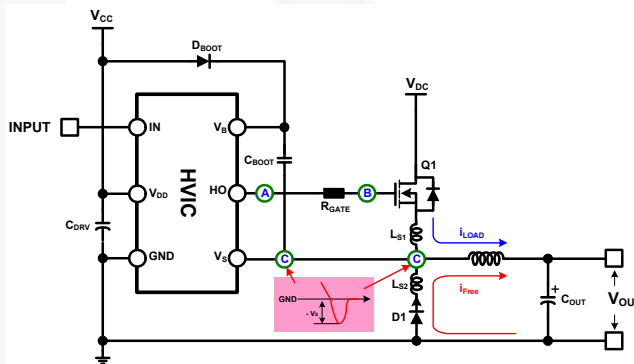 VCC
DBOOT
VDC
INPUT
IN
VB
CBOOT
Q1
HVIC
HO
A
B
RGATE
VDD
CDRV
LS1
iLOAD
GND
VS
C
C
LS2
iFree
GND
- VS
D1
COUT
+
VOU